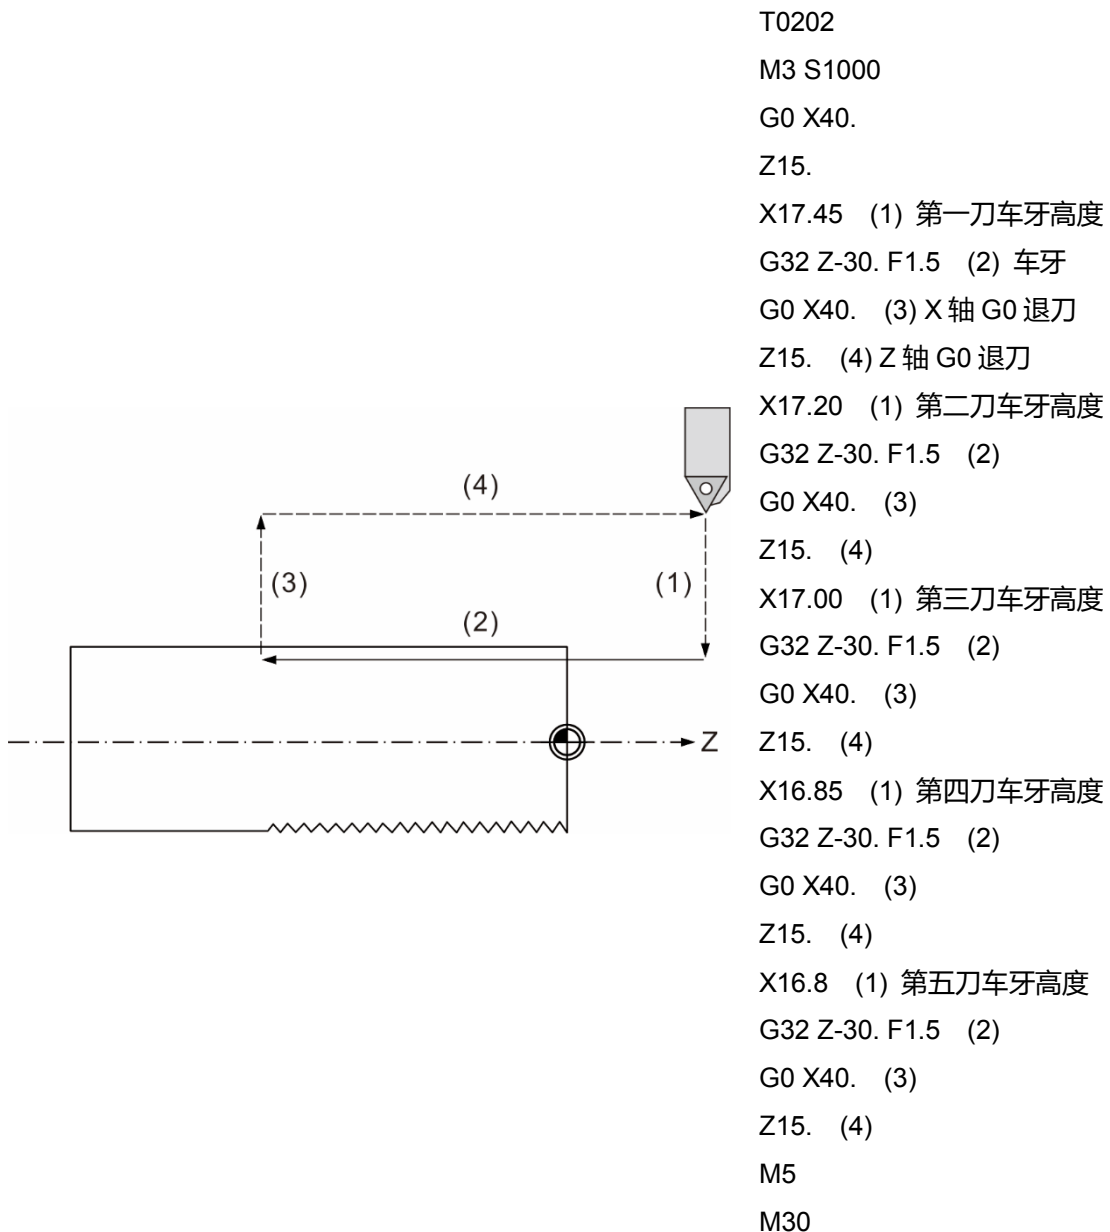 T0202
M3 S1000
G0 X40.
Z15.
X17.45 (1) 第一刀车牙高度
G32 Z-30. F1.5 (2) 车牙
G0 X40. (3) X 轴 G0 退刀
Z15. (4) Z 轴 G0 退刀
X17.20 (1) 第二刀车牙高度
G32 Z-30. F1.5 (2)
G0 X40. (3)
Z15. (4)
X17.00 (1) 第三刀车牙高度
G32 Z-30. F1.5 (2)
G0 X40. (3)
Z15. (4)
X16.85 (1) 第四刀车牙高度
G32 Z-30. F1.5 (2)
G0 X40. (3)
Z15. (4)
X16.8 (1) 第五刀车牙高度
G32 Z-30. F1.5 (2)
G0 X40. (3)
Z15. (4)
M5
M30
(4)
(3)
(1)
(2)
Z